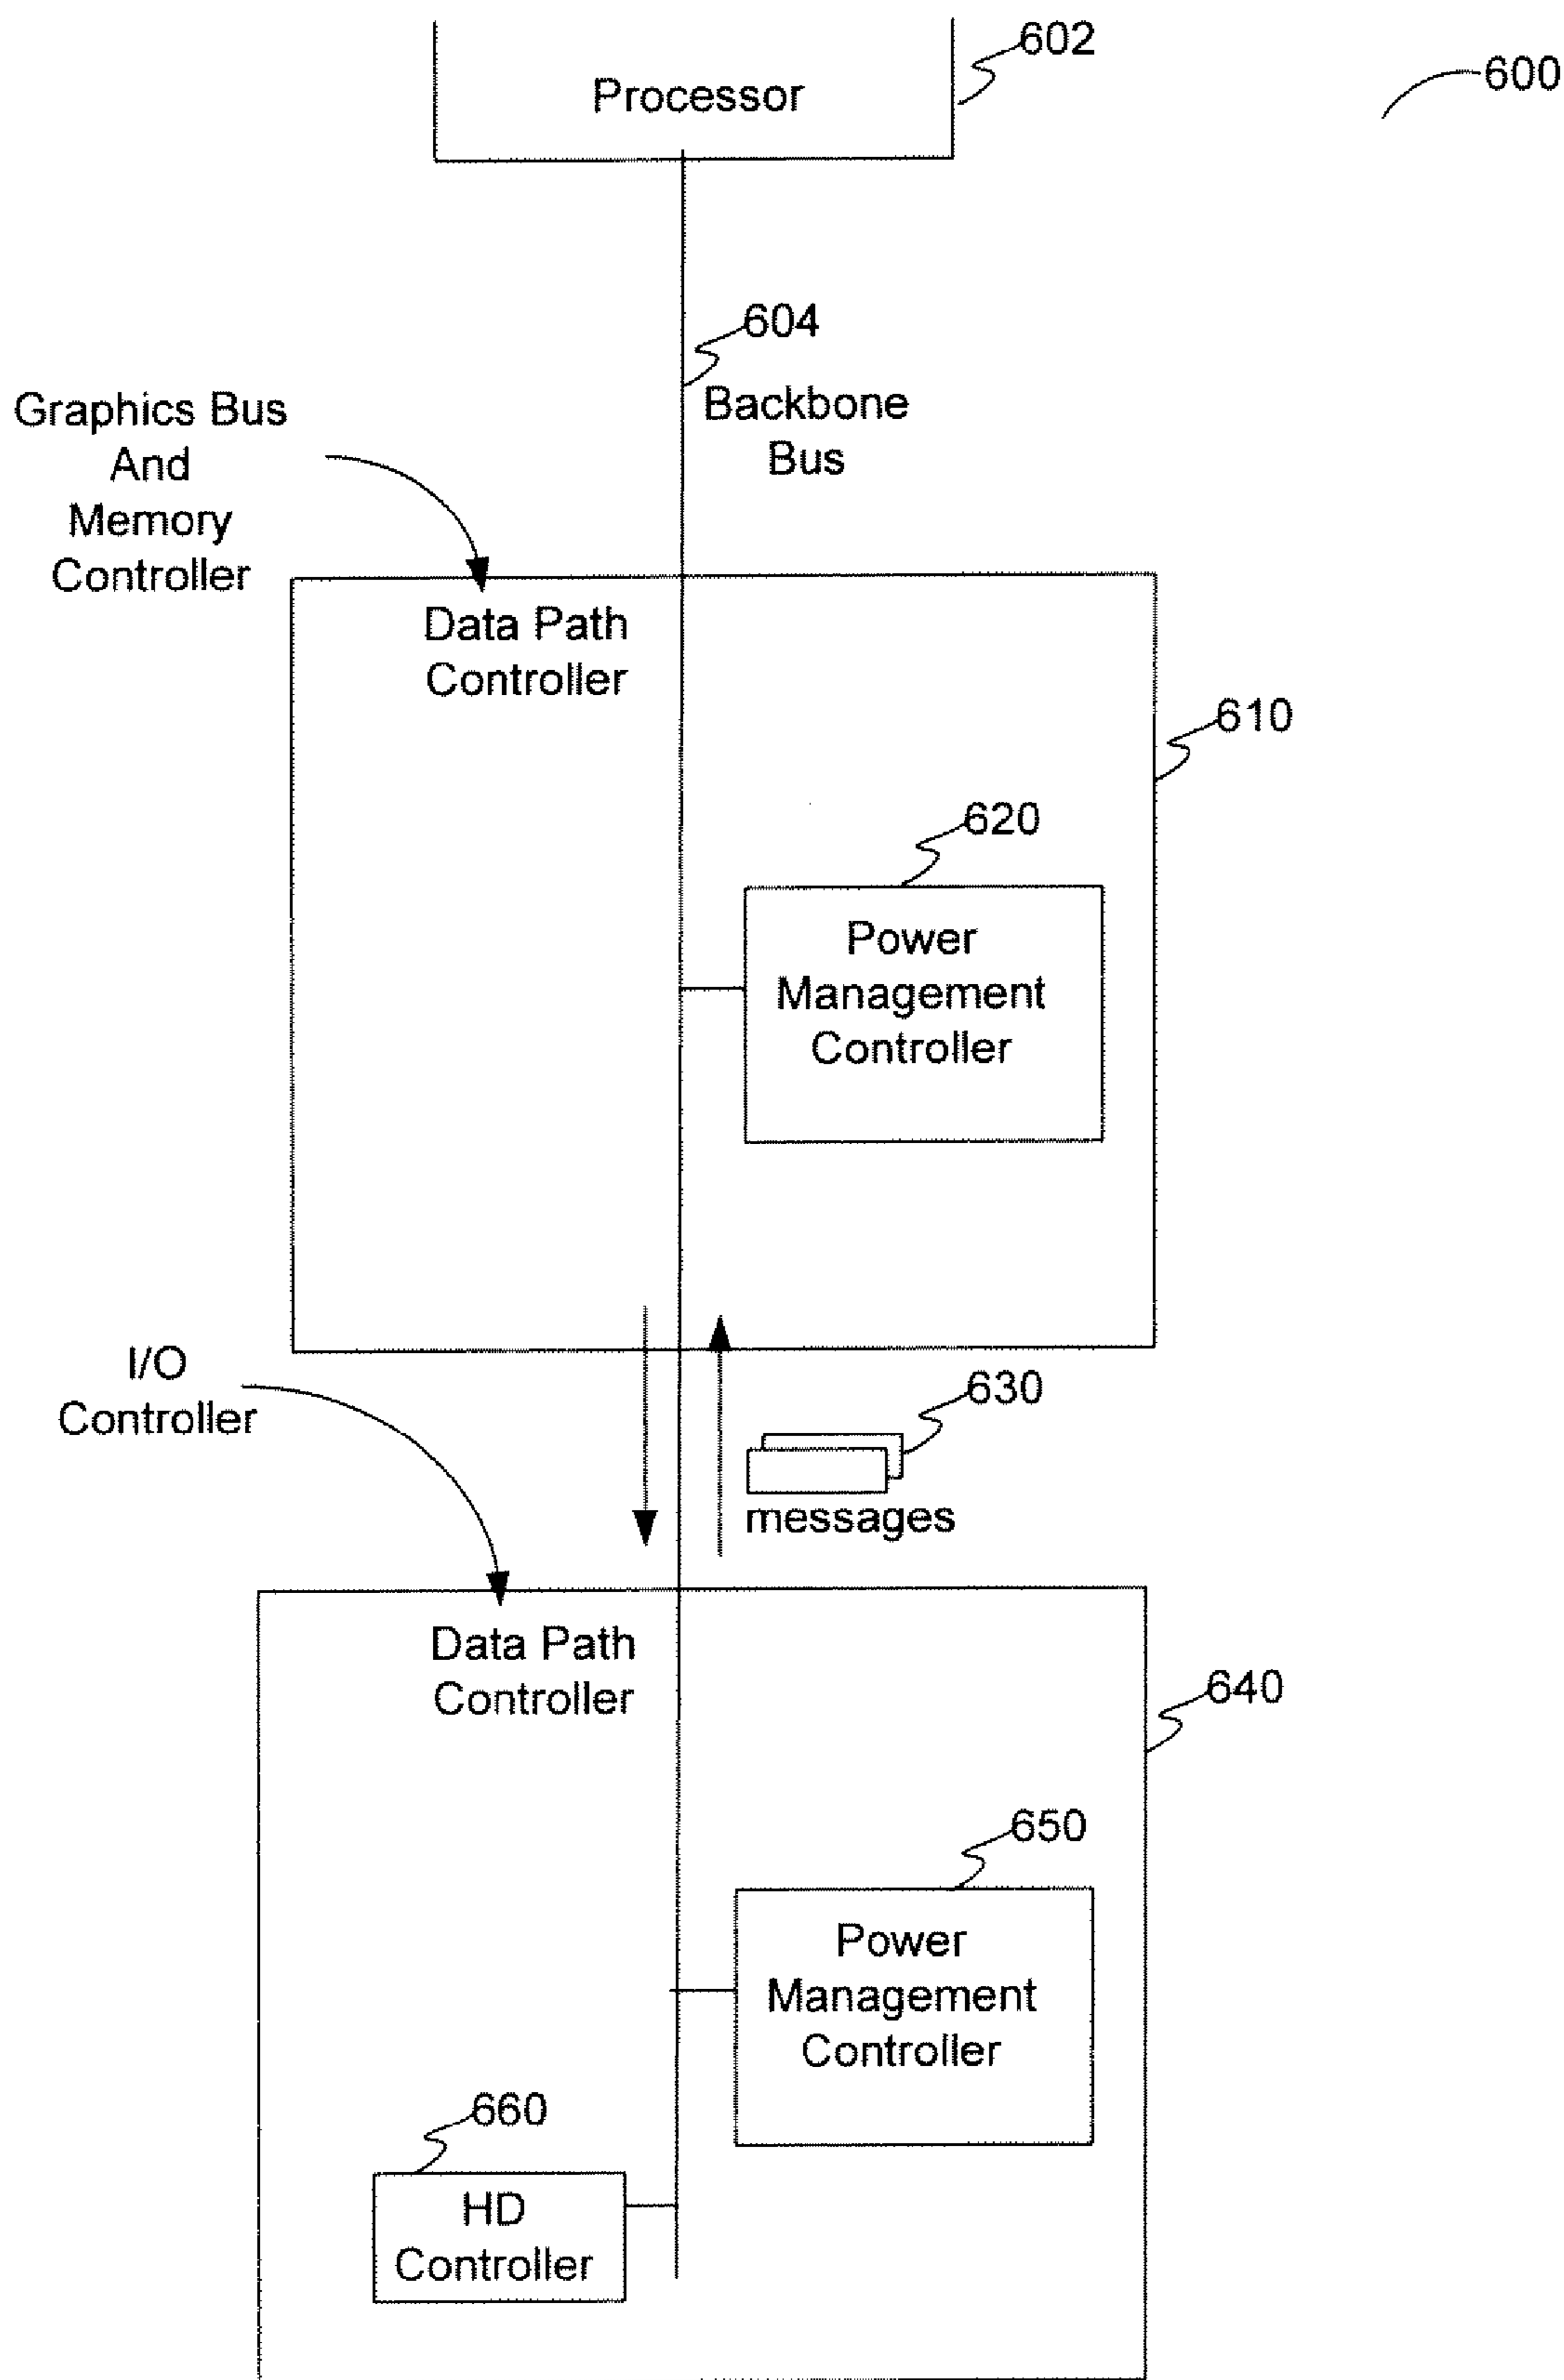 602
600
Processor
604
Backbone
Bus
Graphics Bus
And
Memory
Controller
Data Path
Controller
610
620
Power
Management
Controller
I/O
Controller
630
messages
Data Path
Controller
640
650
Power
Management
Controller
660
HD
Controller